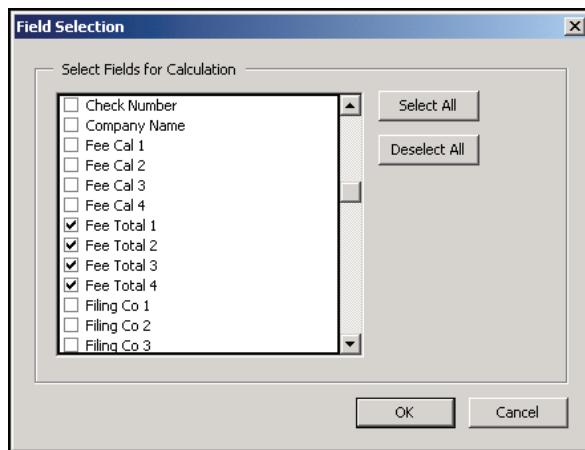 Field Selection
Select Fields for Calculation
Check Number
Company Name
Fee Cal 1
Fee Cal 2
Fee Cal 3
Fee Cal 4
Fee Total 1
Fee Total 2
Fee Total 3
Fee Total 4
Filing Co 1
Filing Co 2
Filing Co 3
Select All
Deselect All
OK
Cancel